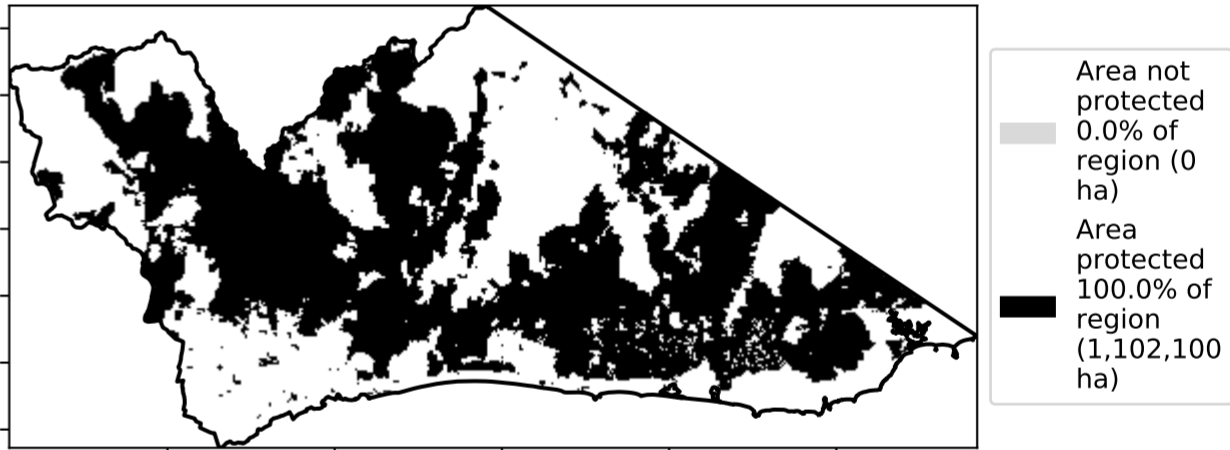 Area not
protected
0.0% of
region (0
ha)
Area
protected
100.0% of
region
(1,102,100
ha)